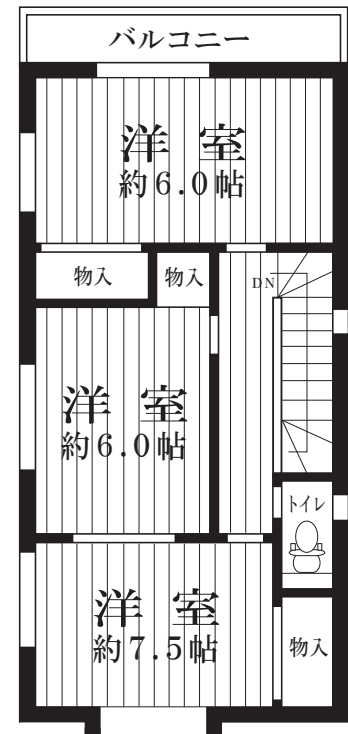 バルコニー
洋 室
約6.0帖
物入
物入
DN
洋 室
約6.0帖
トイレ
洋 室
約7.5帖
物入